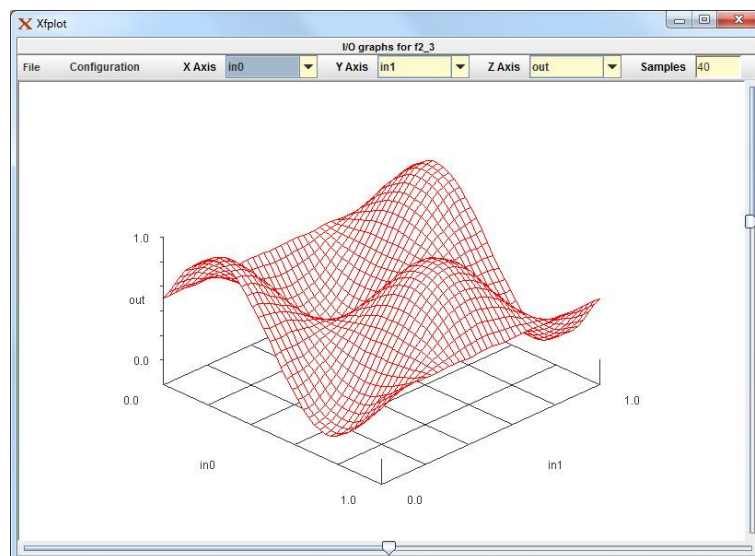 Xfplot
I/O graphs for f2_3
File Configuration X Axis in0 Y Axis in1 Z Axis out Samples 40
1.0
out
0.0
0.0
1.0
in0
in1
1.0
0.0